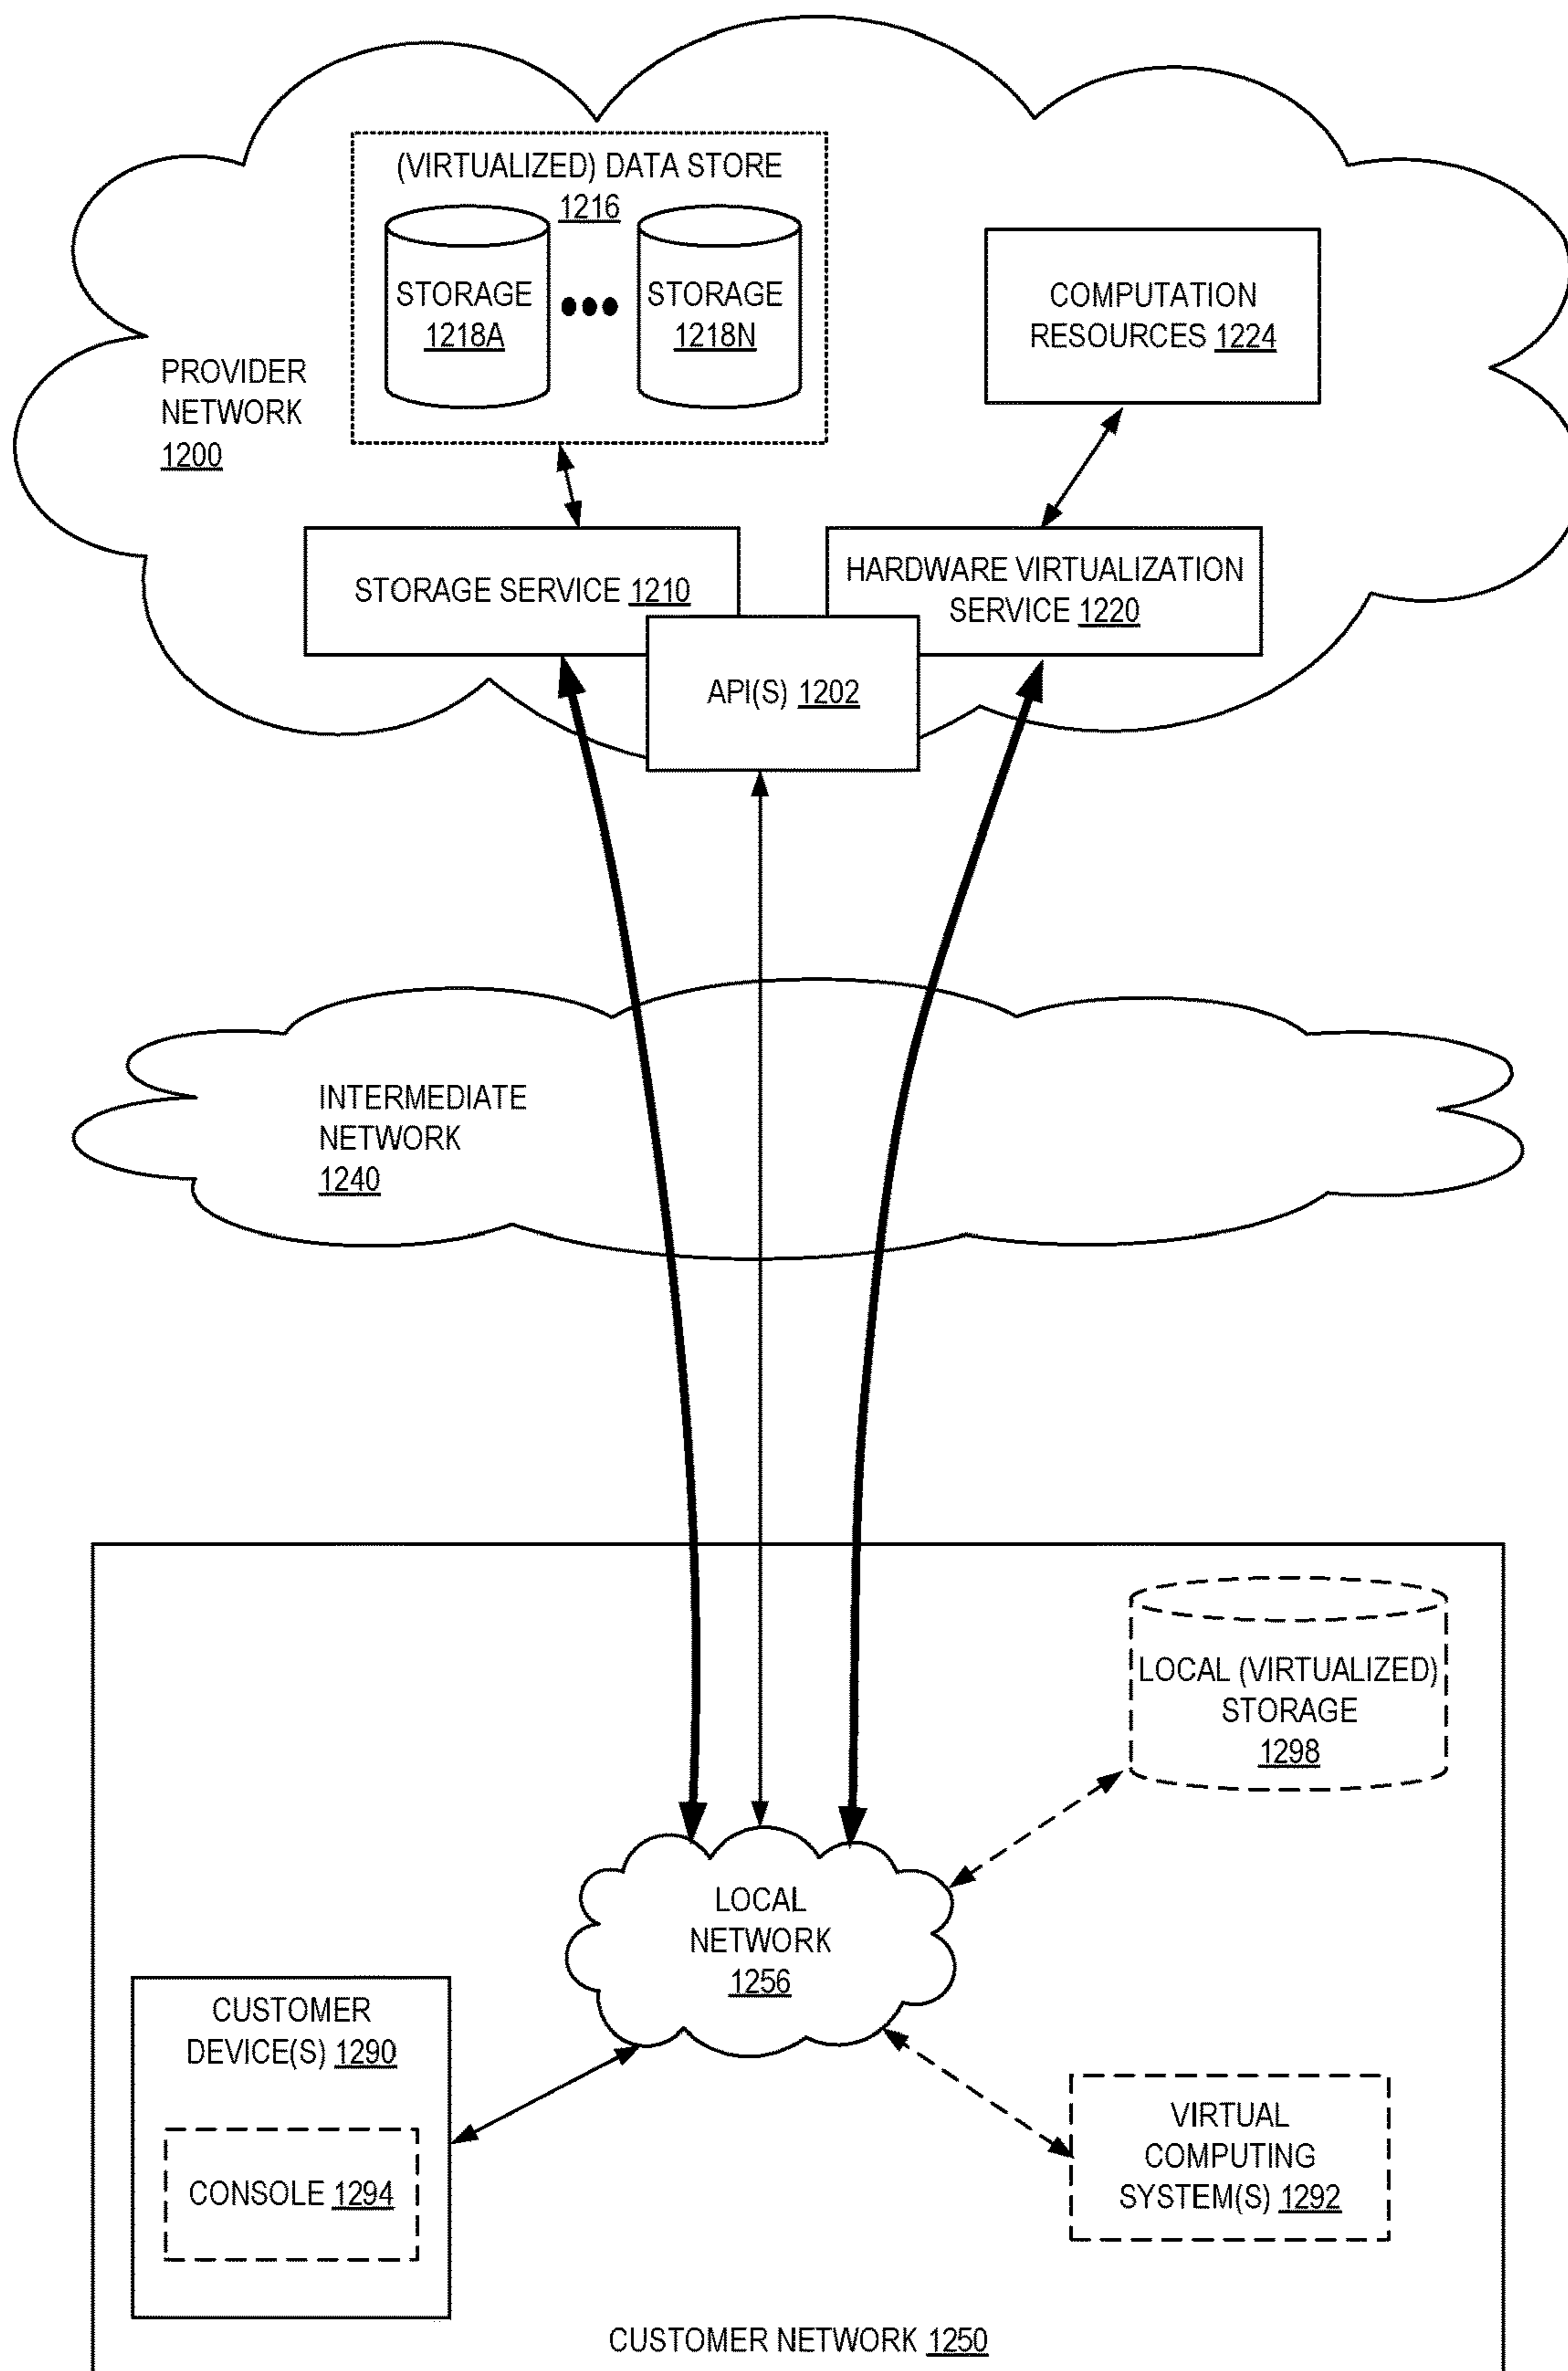 (VIRTUALIZED) DATA STORE
1216
STORAGE
1218A
STORAGE
1218N
COMPUTATION
RESOURCES 1224
PROVIDER
NETWORK
1200
STORAGE SERVICE 1210
HARDWARE VIRTUALIZATION
SERVICE 1220
API(S) 1202
INTERMEDIATE
NETWORK
1240
LOCAL (VIRTUALIZED)
STORAGE
1298
LOCAL
NETWORK
1256
CUSTOMER
DEVICE(S) 1290
CONSOLE 1294
VIRTUAL
COMPUTING
SYSTEM(S) 1292
CUSTOMER NETWORK 1250